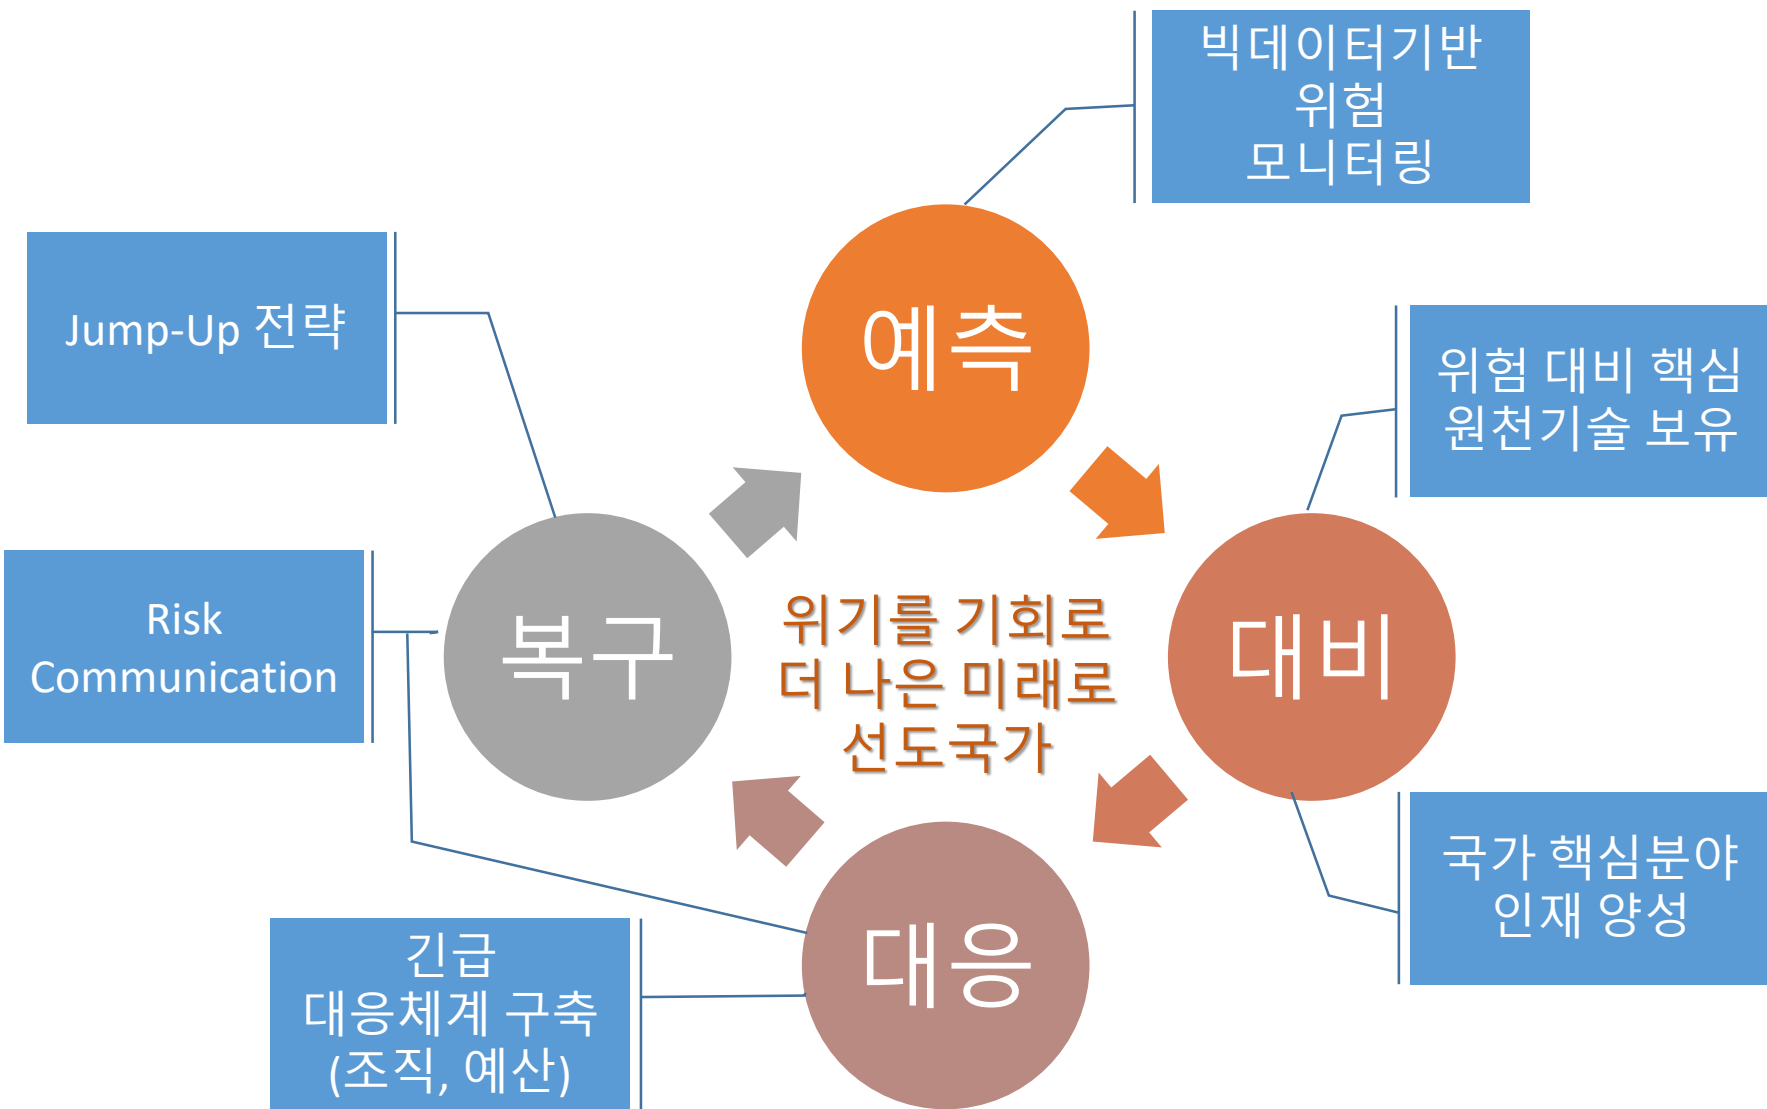 빅데이터기반
위험
모니터링
Jump-Up 전략
예측
위험 대비 핵심
원천기술 보유
Risk
Communication
복구
위기를 기회로
더 나은 미래로
선도국가
대비
국가 핵심분야
인재 양성
긴급
대응체계 구축
(조직, 예산)
대응